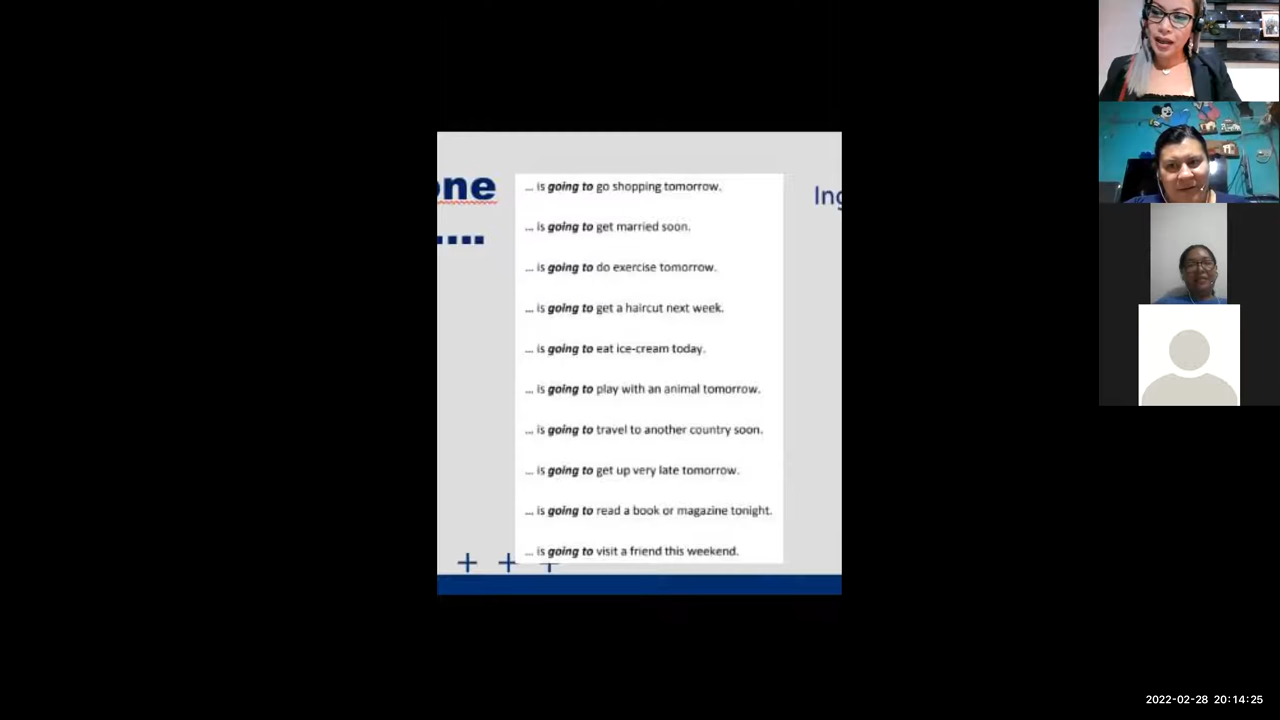 one
....
Ing
... is going to go shopping tomorrow.
... is going to get married soon.
... is going to do exercise tomorrow.
... is going to get a haircut next week.
... is going to eat ice-cream today.
... is going to play with an animal tomorrow.
... is going to travel to another country soon.
... is going to get up very late tomorrow.
... is going to read a book or magazine tonight.
... is going to visit a friend this weekend.
+ + +
2022-02-28 20:14:25